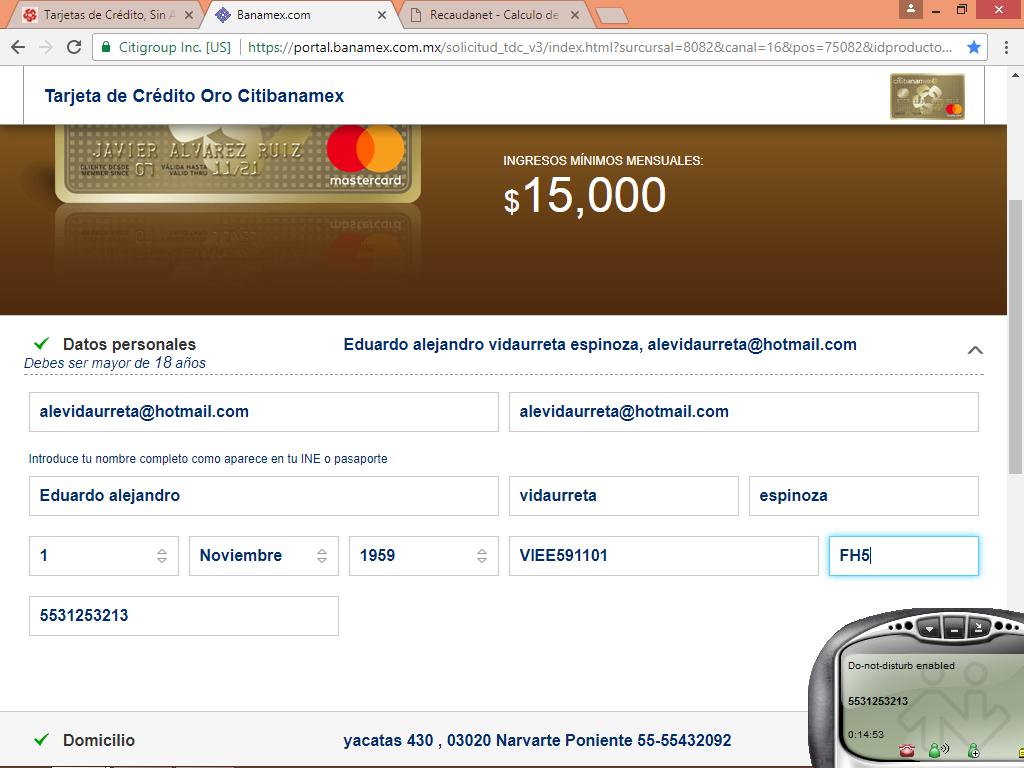 Tarjetas de Crédito, Sin A
Banamex.com
Recaudanet - Calculo de
Citigroup Inc. [US]
https://portal.banamex.com.mx/solicitud_tdc_v3/index.html?surcursal=8082&canal=16&pos=75082&idproducto...
Tarjeta de Crédito Oro Citibanamex
citibanamex
JAVIER ALVAREZ RUIZ
CLIENTE DESDE
MEMBER SINCE
07
VÁLIDA HASTA
VALID THRU
11/21
mastercard
INGRESOS MÍNIMOS MENSUALES:
$15,000
Datos personales
Eduardo alejandro vidaurreta espinoza, alevidaurreta@hotmail.com
Debes ser mayor de 18 años
alevidaurreta@hotmail.com
alevidaurreta@hotmail.com
Introduce tu nombre completo como aparece en tu INE o pasaporte
Eduardo alejandro
vidaurreta
espinoza
1
Noviembre
1959
VIEE591101
FH5
5531253213
Do-not-disturb enabled
5531253213
0:14:53
Domicilio
yacatas 430 , 03020 Narvarte Poniente 55-55432092